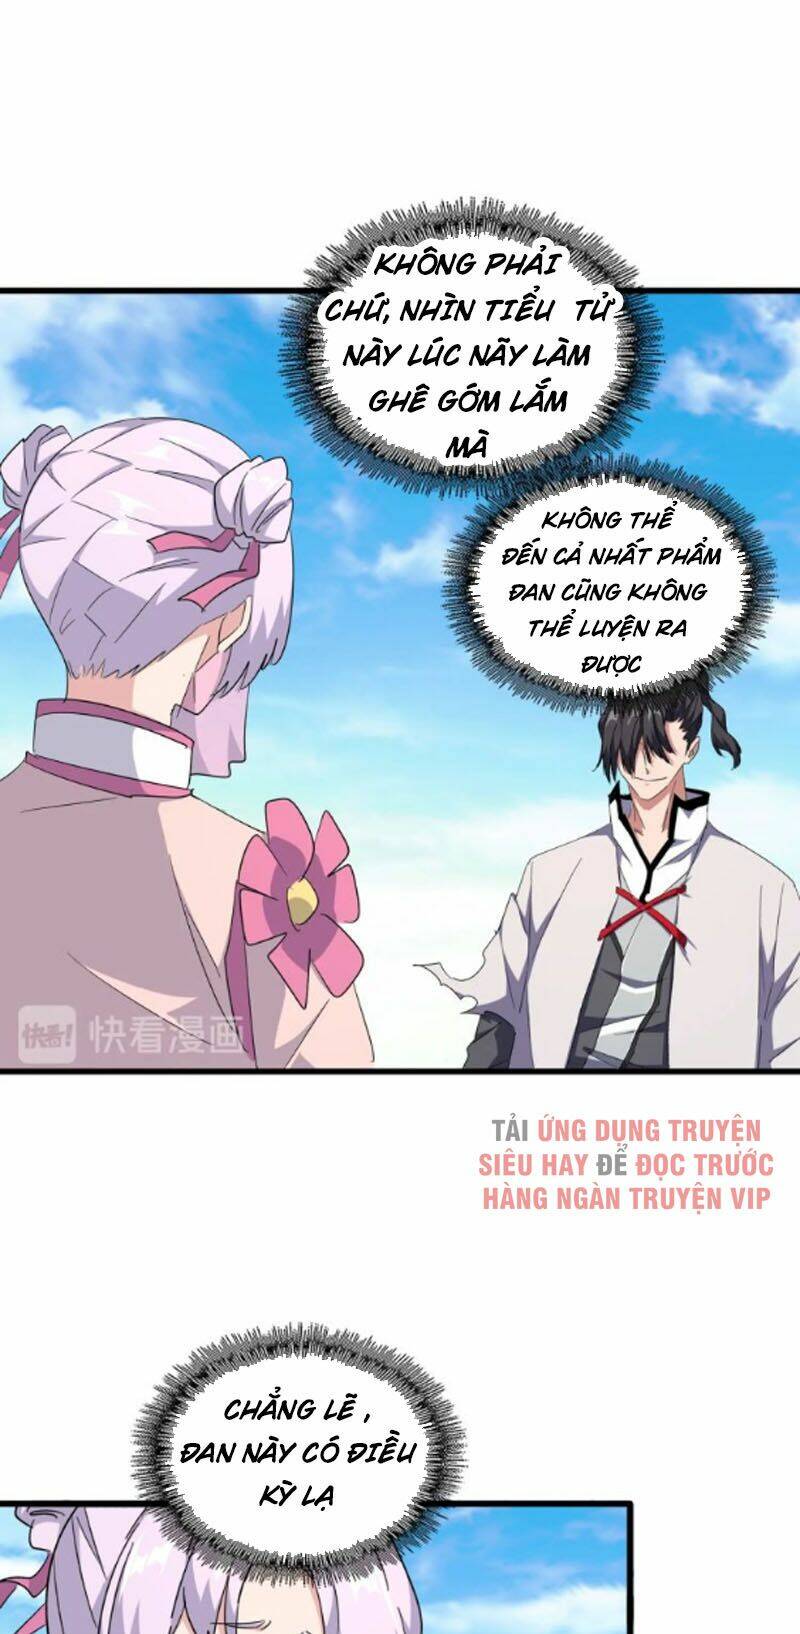 KHÔNG PHẢI
CHỨ, NHÌN TIỂU TỬ
NÀY LÚC NÃY LÀM
GHÊ GỚM LẮM
MÀ
KHÔNG THỂ
ĐẾN CẢ NHẤT PHẨM
ĐAN CŨNG KHÔNG
THỂ LUYỆN RA
ĐƯỢC
快看! 快看漫画
TẢI ỨNG DỤNG TRUYỆN
SIÊU HAY ĐỂ ĐỌC TRƯỚC
HÀNG NGÀN TRUYỆN VIP
CHẲNG LẼ ,
ĐAN NÀY CÓ ĐIỀU
KỲ LẠ